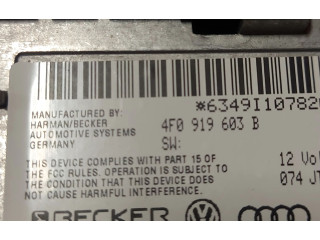 *6349I10782
MANUFACTURED BY:
HARMAN/BECKER
AUTOMOTIVE SYSTEMS
GERMANY
4F0 919 603 B
SW:
THIS DEVICE COMPLIES WITH PART 15 OF
THE FCC RULES. OPERATION IS SUBJECT TO
THE CONDITION THAT THIS DEVICE DOES
NOT CAUSE HARMFUL INTERFERENCE.
12 Vo
074 J
BECKER